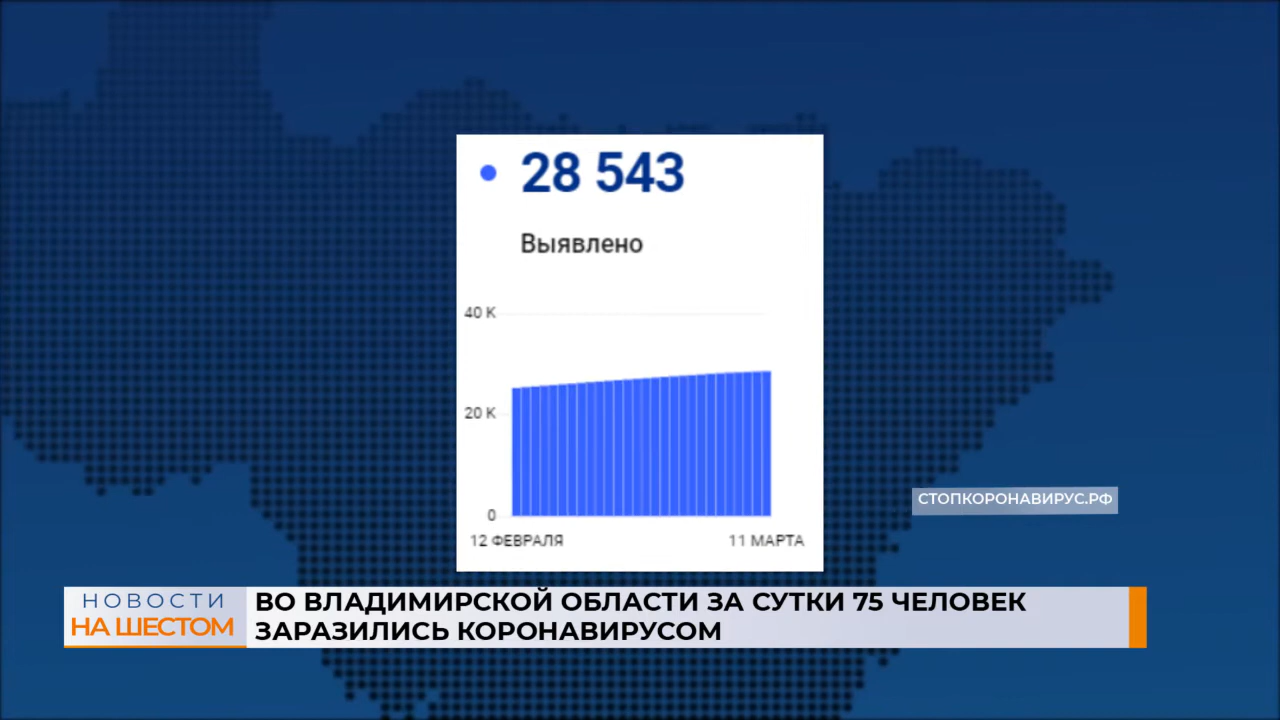 28 543
Выявлено
40 K
20 K
0
12 ФЕВРАЛЯ
11 МАРТА
СТОПКОРОНАВИРУС.РФ
НОВОСТИ
НА ШЕСТОМ
ВО ВЛАДИМИРСКОЙ ОБЛАСТИ ЗА СУТКИ 75 ЧЕЛОВЕК
ЗАРАЗИЛИСЬ КОРОНАВИРУСОМ